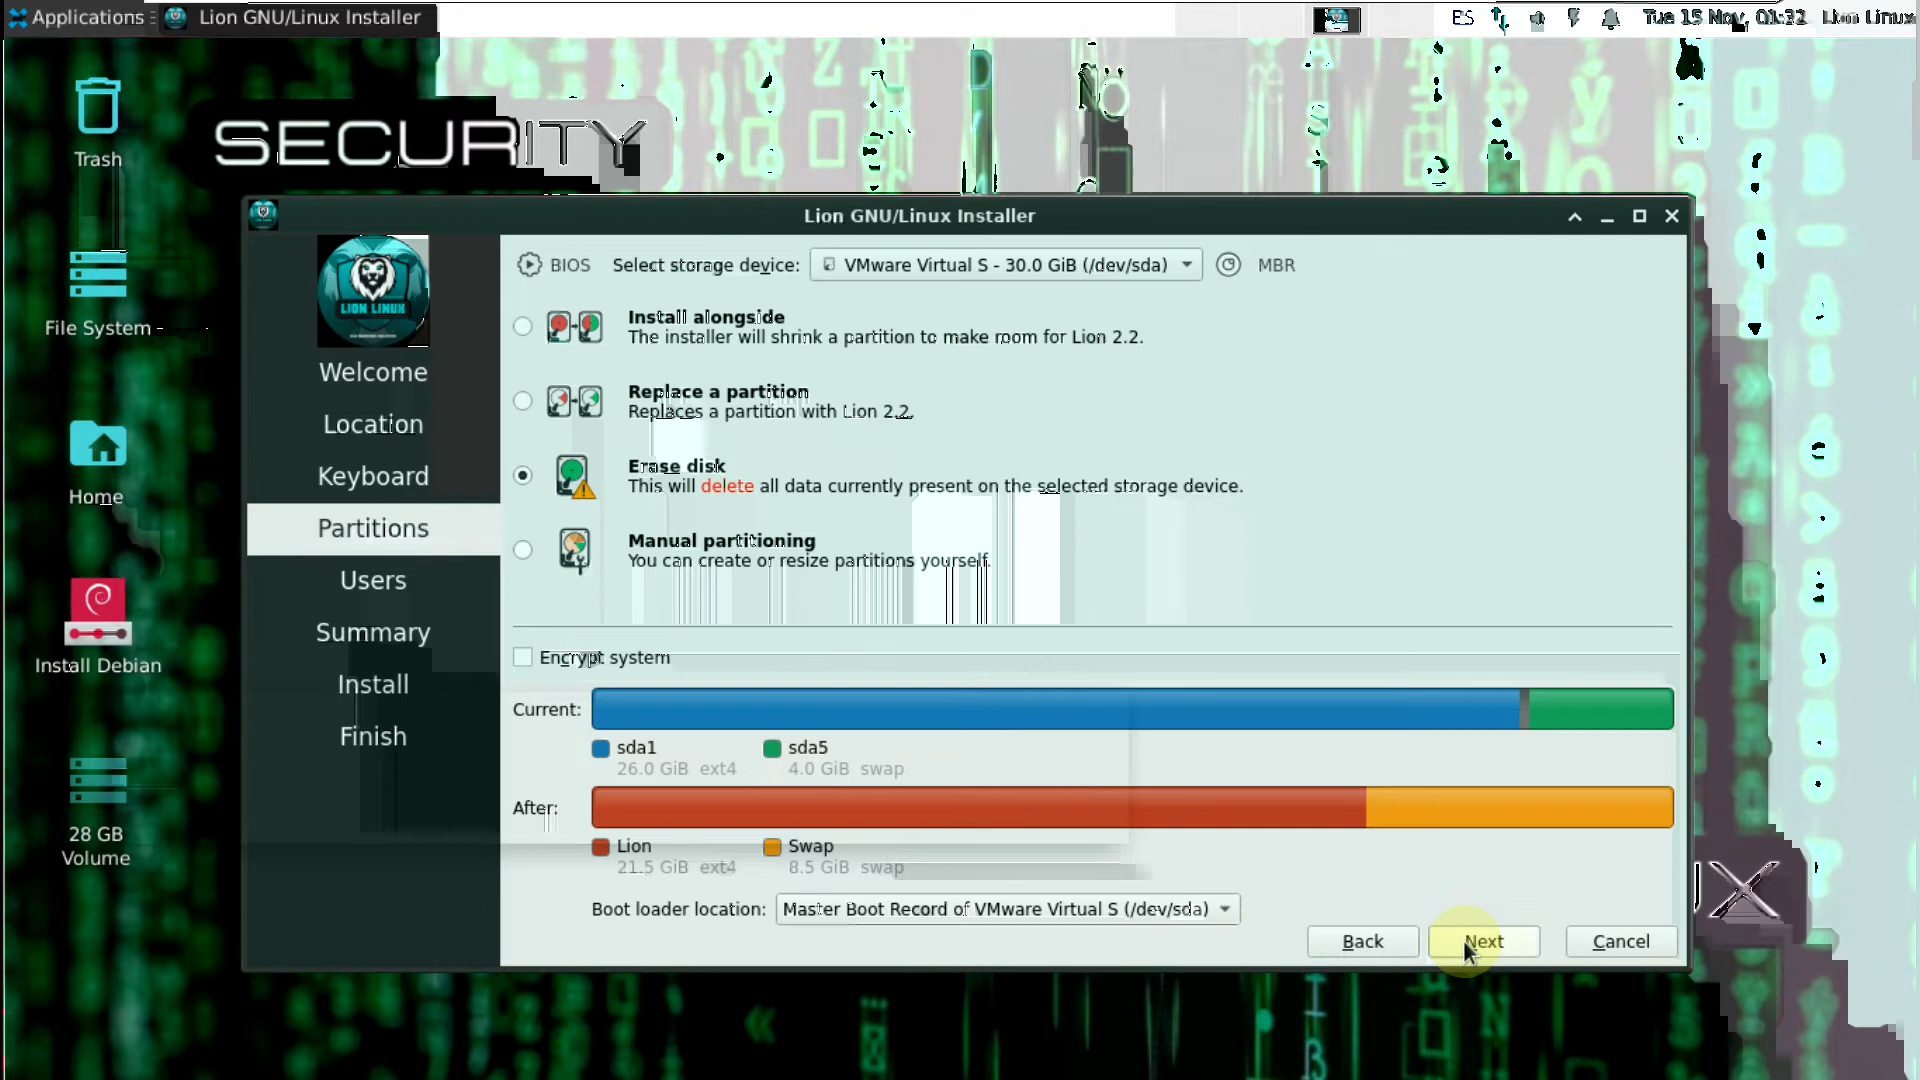 Applications
Lion GNU/Linux Installer
ES
Tue 15 Nov, 01:32
Lion Linux
Trash
SECURITY
File System
Home
Install Debian
28 GB
Volume
Lion GNU/Linux Installer
LION LINUX
Welcome
Location
Keyboard
Partitions
Users
Summary
Install
Finish
BIOS
Select storage device:
VMware Virtual S - 30.0 GiB (/dev/sda)
MBR
Install alongside
The installer will shrink a partition to make room for Lion 2.2.
Replace a partition
Replaces a partition with Lion 2.2.
Erase disk
This will delete all data currently present on the selected storage device.
Manual partitioning
You can create or resize partitions yourself.
Encrypt system
Current:
sda1
26.0 GiB ext4
sda5
4.0 GiB swap
After:
Lion
21.5 GiB ext4
Swap
8.5 GiB swap
Boot loader location:
Master Boot Record of VMware Virtual S (/dev/sda)
Back
Next
Cancel